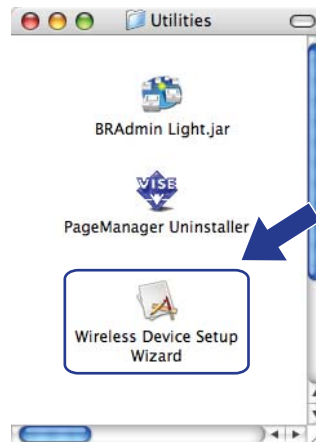 Utilities
BRAdmin Light.jar
VISE
PageManager Uninstaller
Wireless Device Setup
Wizard